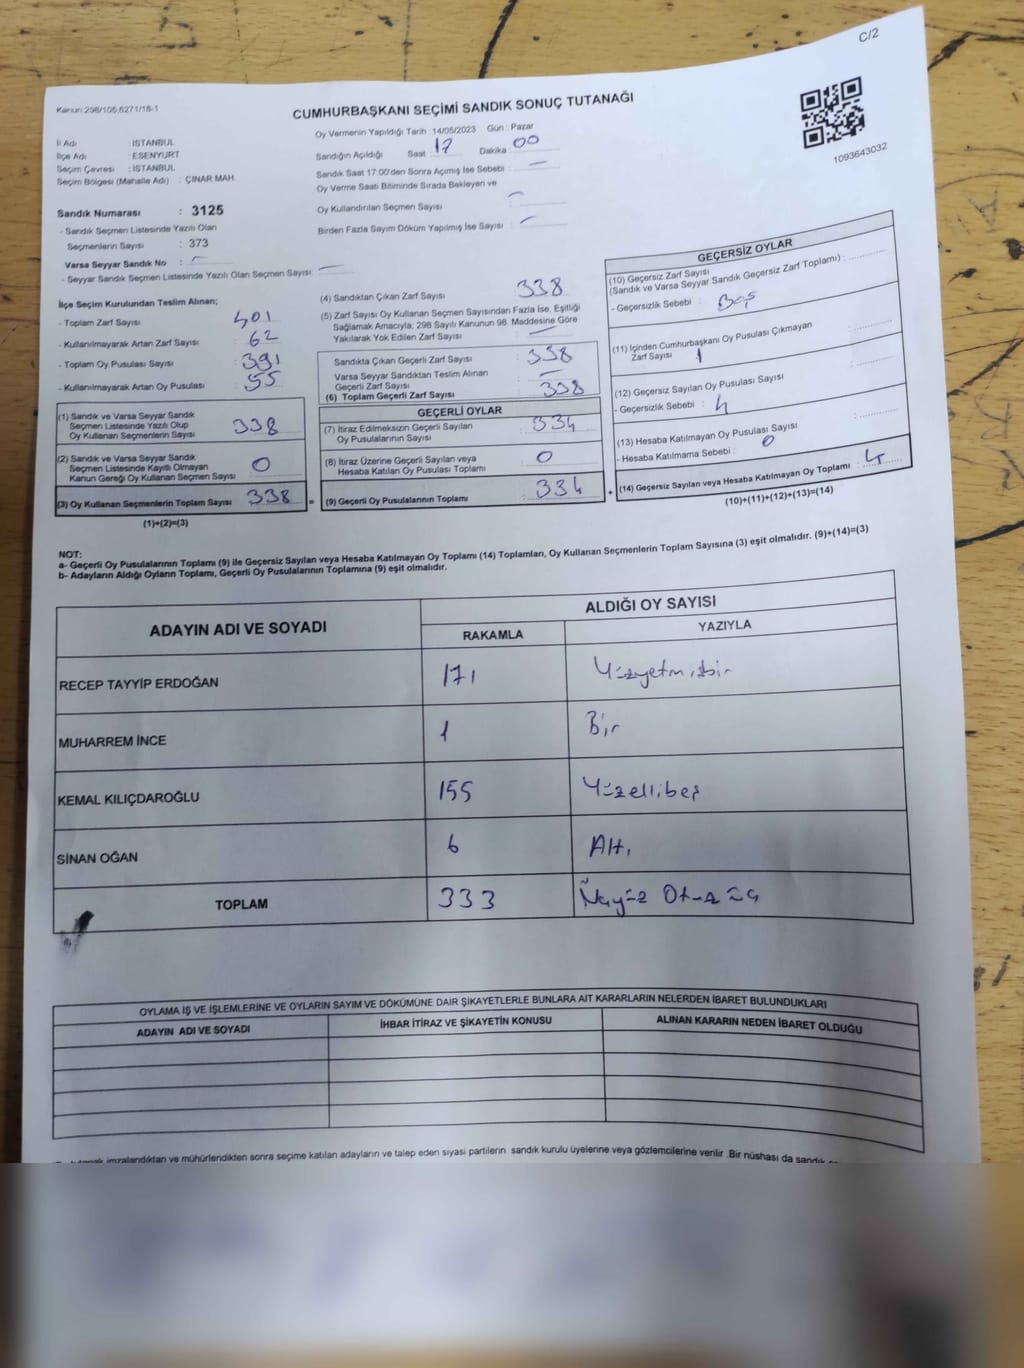 C/2
Kanun:298/105,6271/18-1
CUMHURBAŞKANI SEÇİMİ SANDIK SONUÇ TUTANAĞI
1093643032
İl Adı : İSTANBUL
İlçe Adı : ESENYURT
Seçim Çevresi : İSTANBUL
Seçim Bölgesi (Mahalle Adı) : ÇINAR MAH.
Sandık Numarası : 3125
- Sandık Seçmen Listesinde Yazılı Olan
Seçmenlerin Sayısı : 373
Varsa Seyyar Sandık No : –
- Seyyar Sandık Seçmen Listesinde Yazılı Olan Seçmen Sayısı: –
Oy Vermenin Yapıldığı Tarih : 14/05/2023 Gün : Pazar
Sandığın Açıldığı Saat : 17 Dakika : 00
Sandık Saat 17:00'den Sonra Açımış İse Sebebi : –
Oy Verme Saati Bitiminde Sırada Bekleyen ve
Oy Kullandırılan Seçmen Sayısı : –
Birden Fazla Sayım Döküm Yapılmış İse Sayısı : –
İlçe Seçim Kurulundan Teslim Alınan;
- Toplam Zarf Sayısı : 401
- Kullanılmayarak Artan Zarf Sayısı : 62
- Toplam Oy Pusulası Sayısı : 391
- Kullanılmayarak Artan Oy Pusulası : 55
(1) Sandık ve Varsa Seyyar Sandık
Seçmen Listesinde Yazılı Olup
Oy Kullanan Seçmenlerin Sayısı : 338
(2) Sandık ve Varsa Seyyar Sandık
Seçmen Listesinde Kayıtlı Olmayan
Kanun Gereği Oy Kullanan Seçmen Sayısı : 0
(3) Oy Kullanan Seçmenlerin Toplam Sayısı : 338
(1)+(2)=(3)
(4) Sandıktan Çıkan Zarf Sayısı : 338
(5) Zarf Sayısı Oy Kullanan Seçmen Sayısından Fazla İse, Eşitliği
Sağlamak Amacıyla; 298 Sayılı Kanunun 98. Maddesine Göre
Yakılarak Yok Edilen Zarf Sayısı : –
Sandıkta Çıkan Geçerli Zarf Sayısı : 338
Varsa Seyyar Sandıktan Teslim Alınan
Geçerli Zarf Sayısı : –
(6) Toplam Geçerli Zarf Sayısı : 338
GEÇERLİ OYLAR
(7) İtiraz Edilmeksizin Geçerli Sayılan
Oy Pusulalarının Sayısı : 334
(8) İtiraz Üzerine Geçerli Sayılan veya
Hesaba Katılan Oy Pusulası Toplamı : 0
= (9) Geçerli Oy Pusulalarının Toplamı : 334
GEÇERSİZ OYLAR
(10) Geçersiz Zarf Sayısı
(Sandık ve Varsa Seyyar Sandık Geçersiz Zarf Toplamı) :
- Geçersizlik Sebebi : Boş
(11) İçinden Cumhurbaşkanı Oy Pusulası Çıkmayan
Zarf Sayısı 1 :
(12) Geçersiz Sayılan Oy Pusulası Sayısı :
- Geçersizlik Sebebi : 4
(13) Hesaba Katılmayan Oy Pusulası Sayısı :
- Hesaba Katılmama Sebebi : 0
+ (14) Geçersiz Sayılan veya Hesaba Katılmayan Oy Toplamı : 4
(10)+(11)+(12)+(13)=(14)
NOT:
a- Geçerli Oy Pusulalarının Toplamı (9) ile Geçersiz Sayılan veya Hesaba Katılmayan Oy Toplamı (14) Toplamları, Oy Kullanan Seçmenlerin Toplam Sayısına (3) eşit olmalıdır. (9)+(14)=(3)
b- Adayların Aldığı Oyların Toplamı, Geçerli Oy Pusulalarının Toplamına (9) eşit olmalıdır.
ADAYIN ADI VE SOYADI
ALDIĞI OY SAYISI
RAKAMLA YAZIYLA
RECEP TAYYİP ERDOĞAN 171 Yüzyetmişbir
MUHARREM İNCE 1 Bir
KEMAL KILIÇDAROĞLU 155 Yüzellibeş
SİNAN OĞAN 6 Altı
TOPLAM 333 Üçyüz Otuz Üç
OYLAMA İŞ VE İŞLEMLERİNE VE OYLARIN SAYIM VE DÖKÜMÜNE DAİR ŞİKAYETLERLE BUNLARA AİT KARARLARIN NELERDEN İBARET BULUNDUKLARI
ADAYIN ADI VE SOYADI İHBAR İTİRAZ VE ŞİKAYETİN KONUSU ALINAN KARARIN NEDEN İBARET OLDUĞU
imzalandıktan ve mühürlendikten sonra seçime katılan adayların ve talep eden siyasi partilerin sandık kurulu üyelerine veya gözlemcilerine verilir. Bir nüshası da sandık